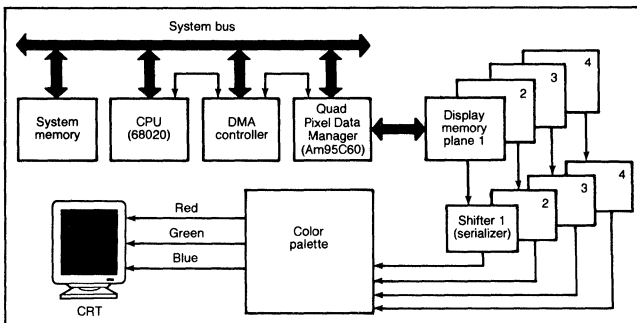 System bus
System
memory
CPU
(68020)
DMA
controller
Quad
Pixel Data
Manager
(Am95C60)
Display
memory
plane 1
2
3
4
Red
Green
Blue
CRT
Color
palette
Shifter 1
(serializer)
2
3
4